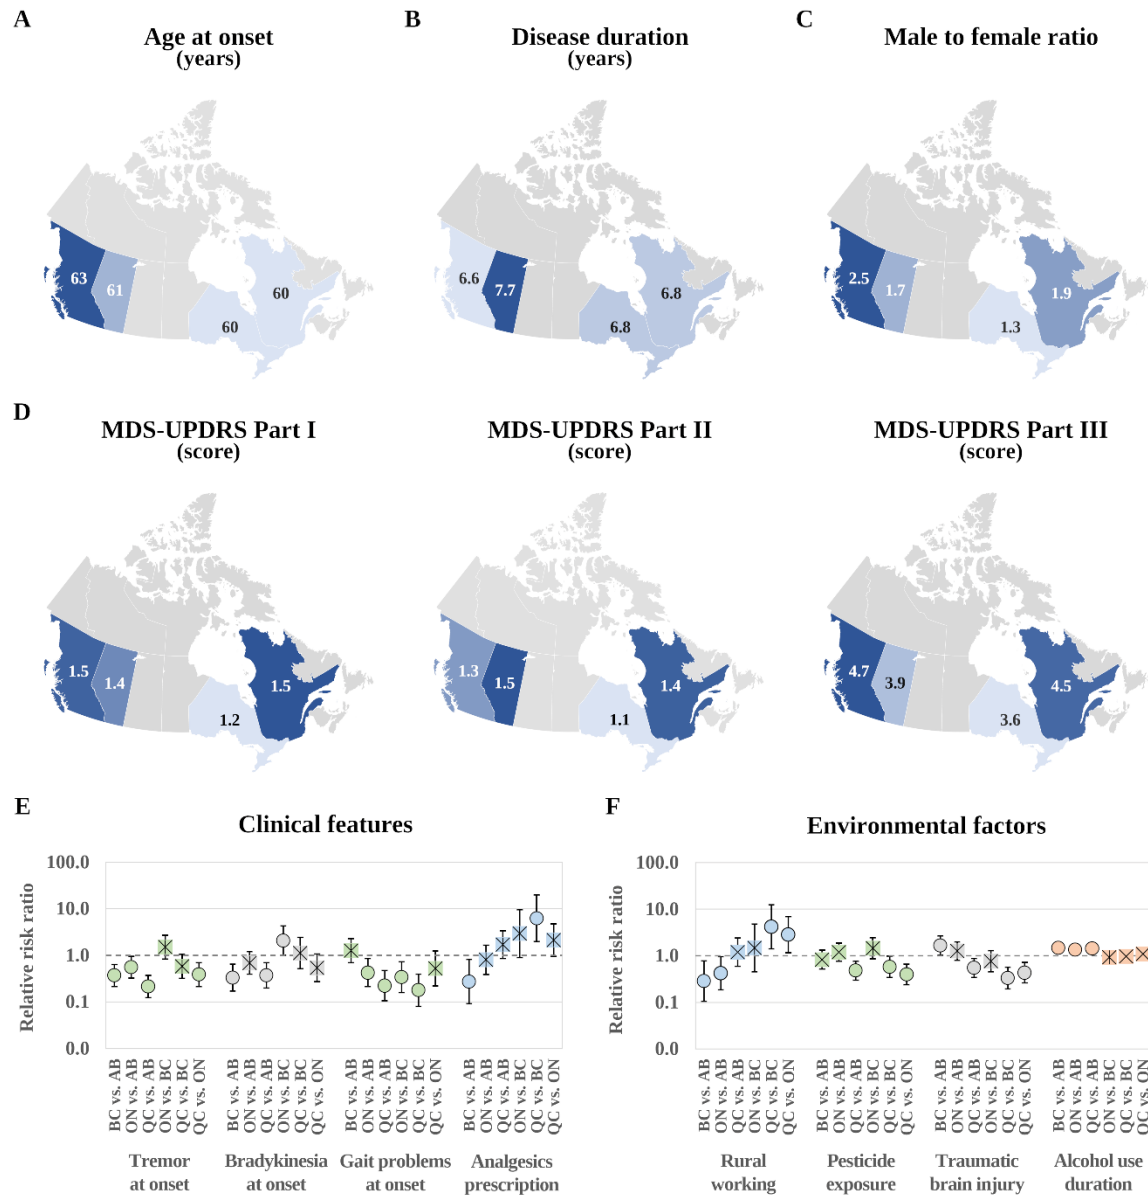 A
Age at onset
(years)
63
61
60
60
B
Disease duration
(years)
6.6
7.7
6.8
6.8
C
Male to female ratio
2.5
1.7
1.9
1.3
D
MDS-UPDRS Part I
(score)
1.5
1.4
1.5
1.2
MDS-UPDRS Part II
(score)
1.3
1.5
1.4
1.1
MDS-UPDRS Part III
(score)
4.7
3.9
4.5
3.6
E
Clinical features
Relative risk ratio
100.0
10.0
1.0
0.1
0.0
BC vs. AB
ON vs. AB
QC vs. AB
ON vs. BC
QC vs. BC
QC vs. ON
BC vs. AB
ON vs. AB
QC vs. AB
ON vs. BC
QC vs. BC
QC vs. ON
BC vs. AB
ON vs. AB
QC vs. AB
ON vs. BC
QC vs. BC
QC vs. ON
BC vs. AB
ON vs. AB
QC vs. AB
ON vs. BC
QC vs. BC
QC vs. ON
Tremor
at onset
Bradykinesia
at onset
Gait problems
at onset
Analgesics
prescription
F
Environmental factors
Relative risk ratio
100.0
10.0
1.0
0.1
0.0
BC vs. AB
ON vs. AB
QC vs. AB
ON vs. BC
QC vs. BC
QC vs. ON
BC vs. AB
ON vs. AB
QC vs. AB
ON vs. BC
QC vs. BC
QC vs. ON
BC vs. AB
ON vs. AB
QC vs. AB
ON vs. BC
QC vs. BC
QC vs. ON
BC vs. AB
ON vs. AB
QC vs. AB
ON vs. BC
QC vs. BC
QC vs. ON
Rural
working
Pesticide
exposure
Traumatic
brain injury
Alcohol use
duration